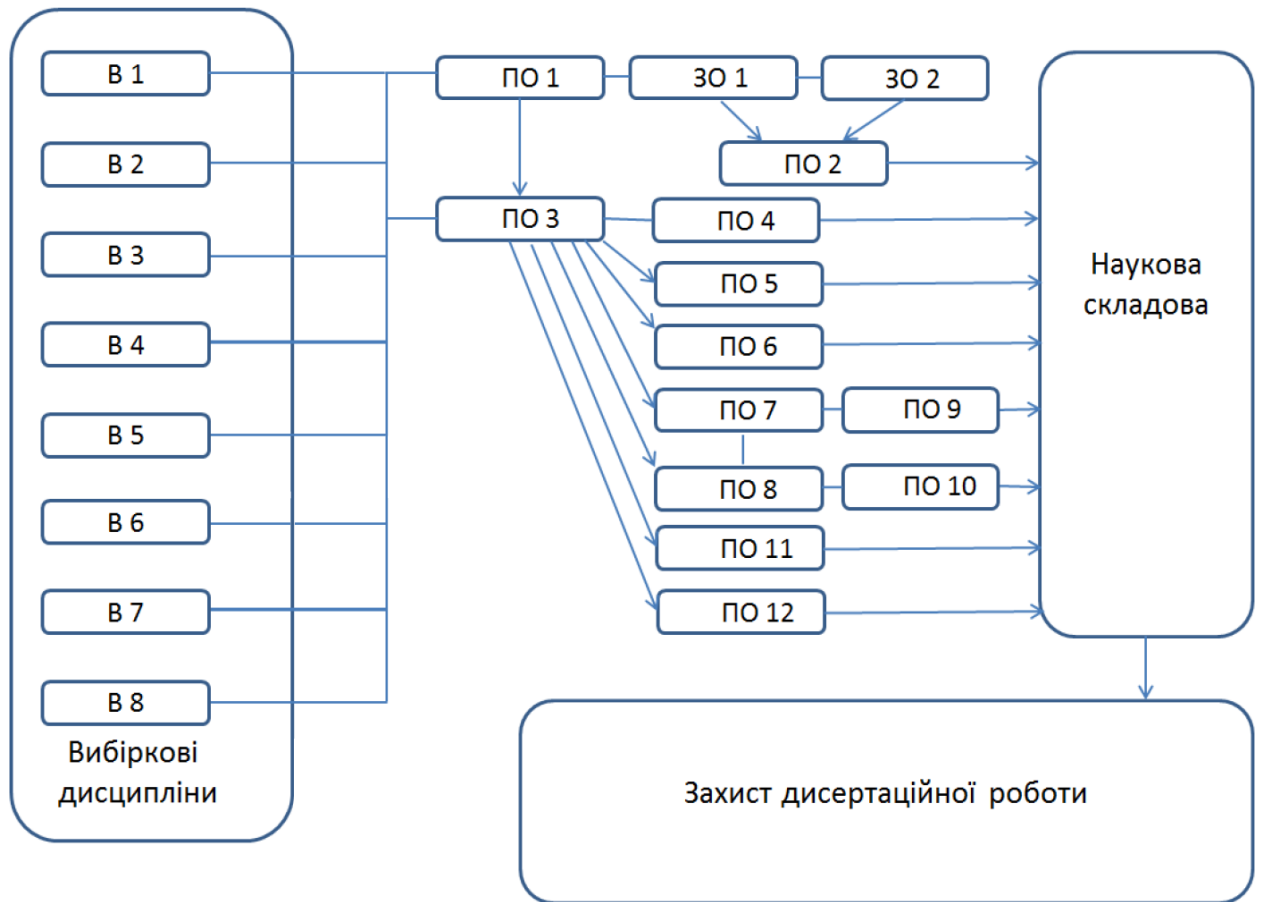 В 1
В 2
В 3
В 4
В 5
В 6
В 7
В 8
Вибіркові
дисципліни
ПО 1
ЗО 1
ЗО 2
ПО 2
ПО 3
ПО 4
ПО 5
ПО 6
ПО 7
ПО 9
ПО 8
ПО 10
ПО 11
ПО 12
Наукова
складова
Захист дисертаційної роботи